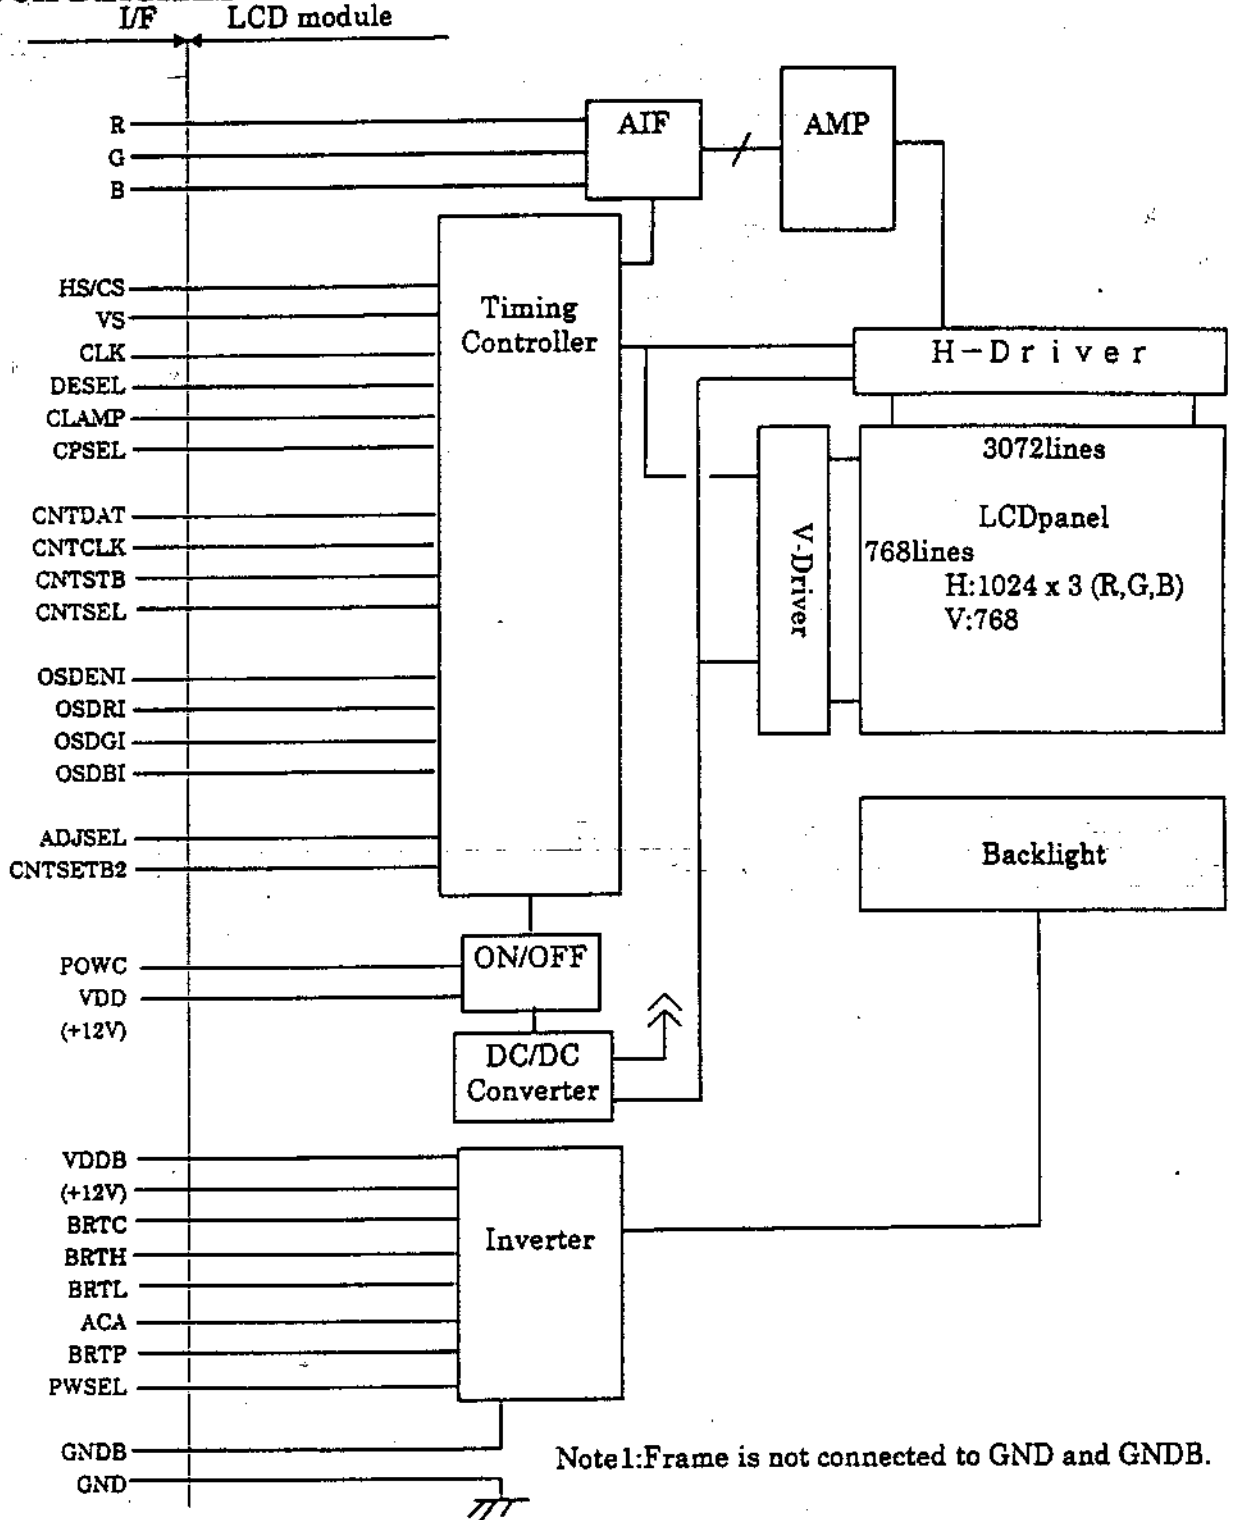 I/F LCD module
R
G
B
AIF
AMP
HS/CS
VS
CLK
DESEL
CLAMP
CPSEL
Timing
Controller
H-Driver
CNTDAT
CNTCLK
CNTSTB
CNTSEL
V-Driver
3072lines
LCDpanel
768lines
H:1024 x 3 (R,G,B)
V:768
OSDENI
OSDRI
OSDGI
OSDBI
ADJSEL
CNTSETB2
Backlight
POWC
VDD
(+12V)
ON/OFF
DC/DC
Converter
VDDB
(+12V)
BRTC
BRTH
BRTL
ACA
BRTP
PWSEL
Inverter
GNDB
GND
Note1:Frame is not connected to GND and GNDB.